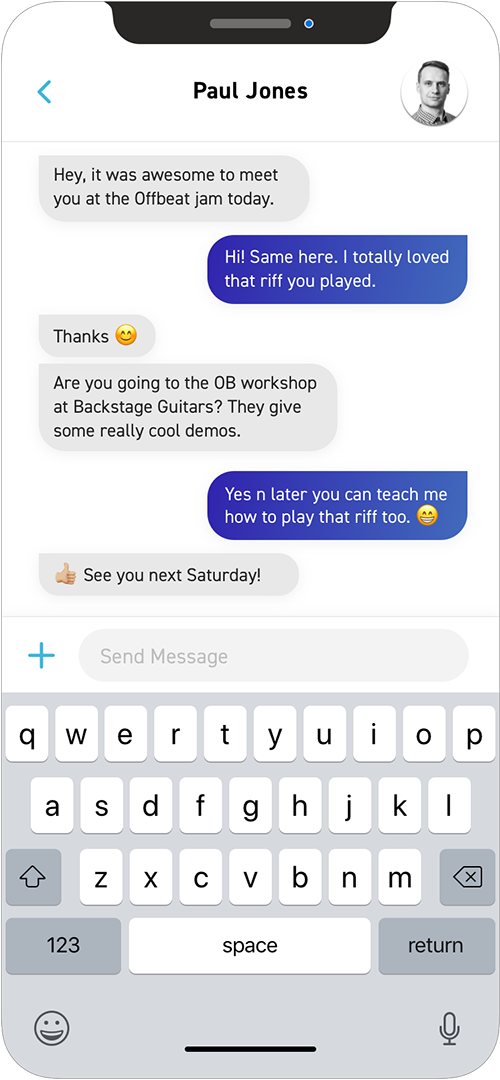 Paul Jones
Hey, it was awesome to meet
you at the Offbeat jam today.
Hi! Same here. I totally loved
that riff you played.
Thanks 😊
Are you going to the OB workshop
at Backstage Guitars? They give
some really cool demos.
Yes n later you can teach me
how to play that riff too. 😁
👍🏼 See you next Saturday!
Send Message
q w e r t y u i o p
a s d f g h j k l
z x c v b n m
123 space return